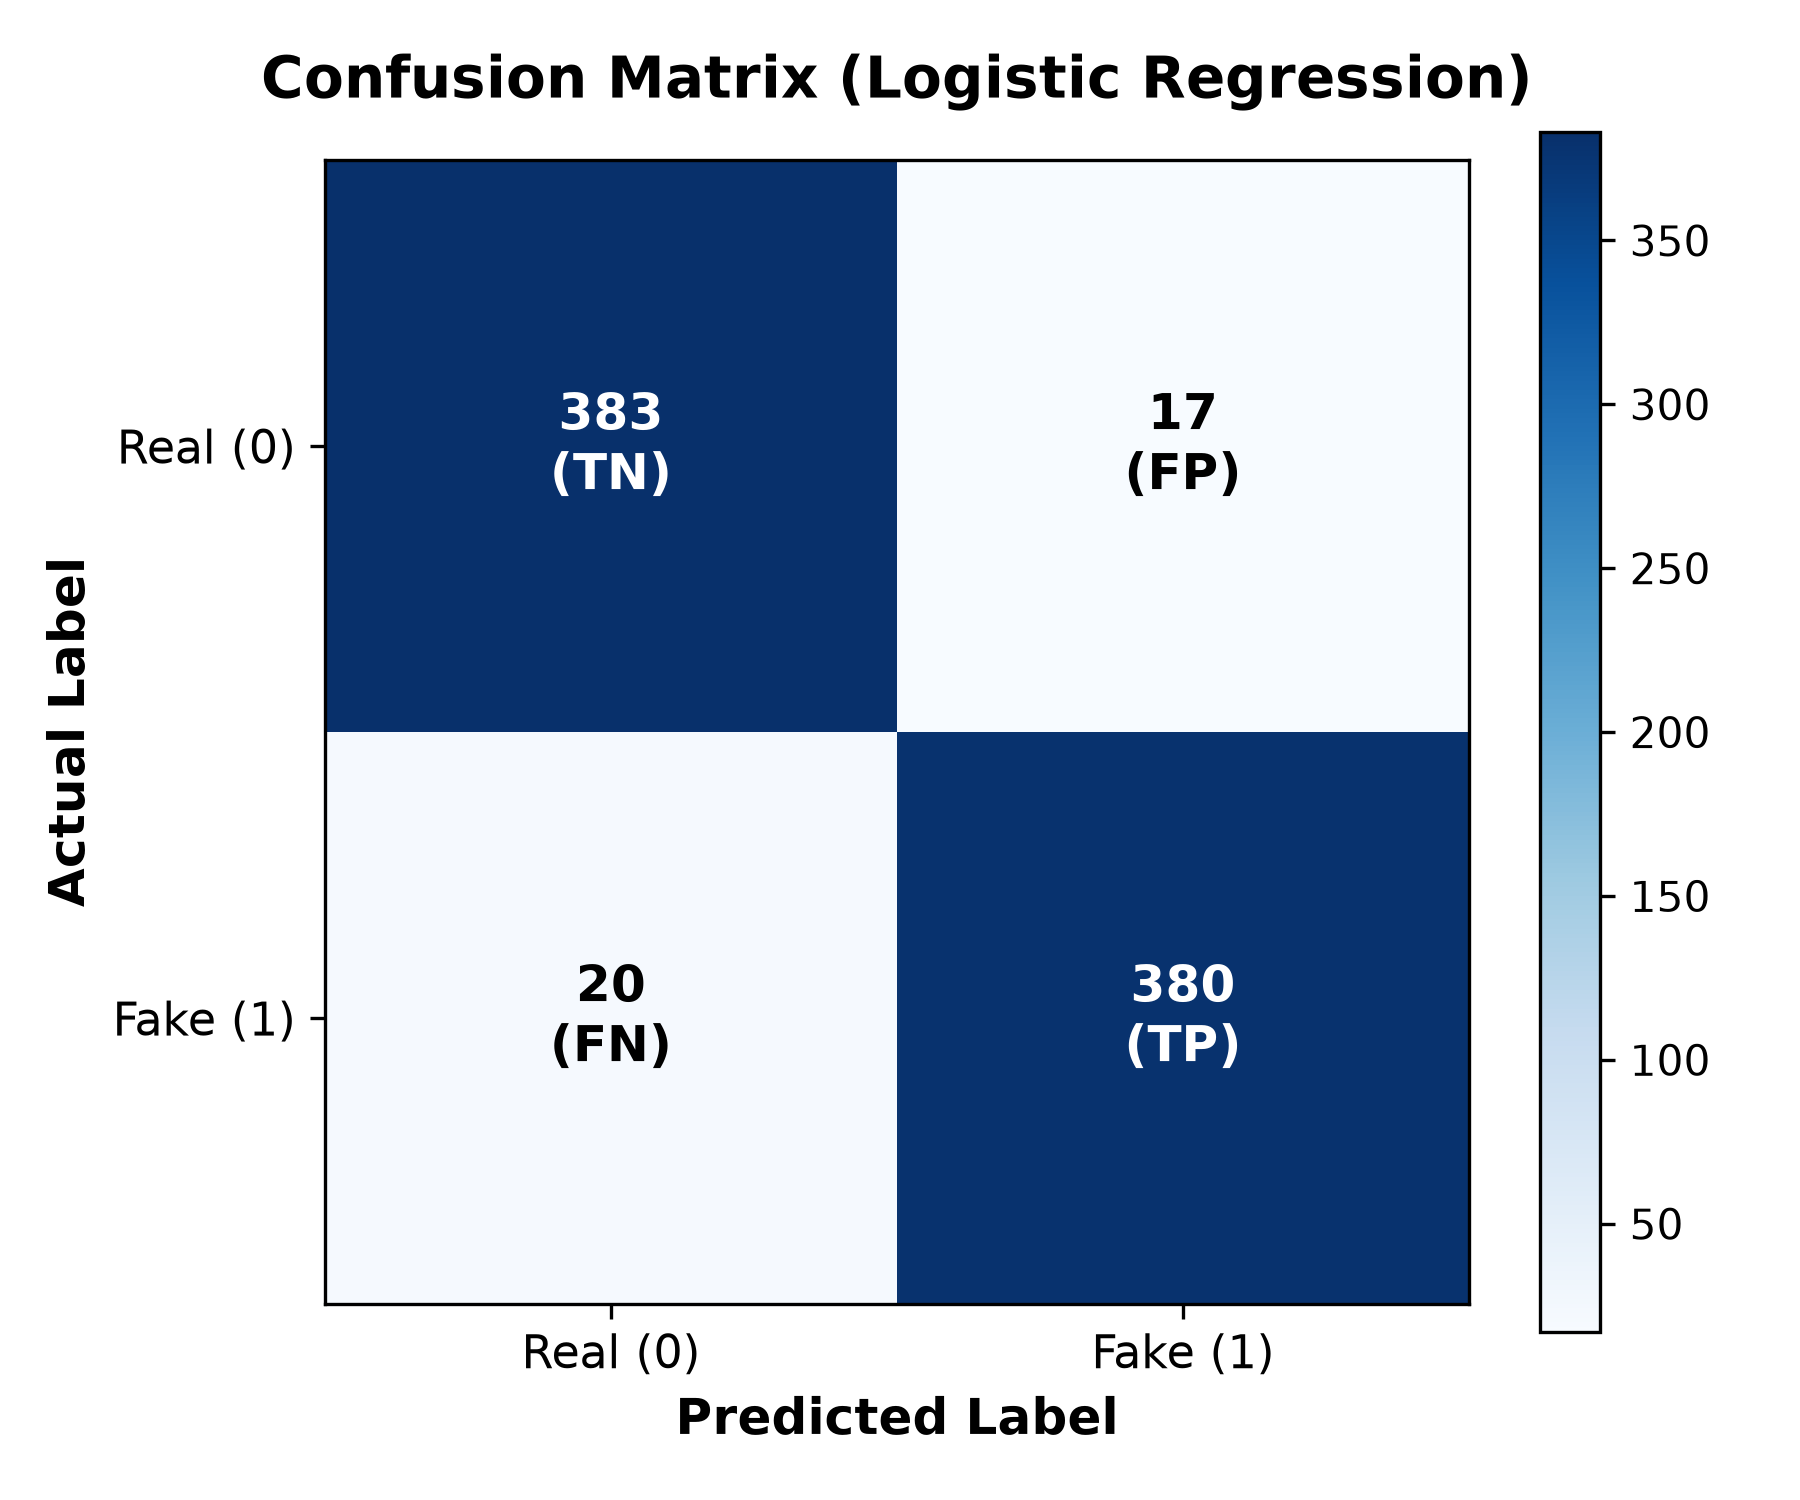 Confusion Matrix (Logistic Regression)
Actual Label
Real (0)
383
(TN)
17
(FP)
Fake (1)
20
(FN)
380
(TP)
Real (0)
Fake (1)
Predicted Label
350
300
250
200
150
100
50